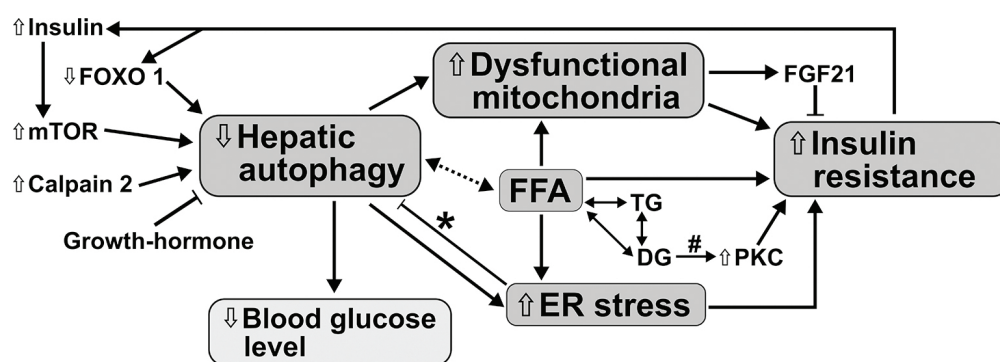 ⇧Insulin
⇩FOXO 1
⇧mTOR
⇧Calpain 2
Growth-hormone
⇩Hepatic
autophagy
⇧Dysfunctional
mitochondria
FGF21
⇧Insulin
resistance
FFA
TG
DG
#
⇧PKC
*
⇧ER stress
⇩Blood glucose
level